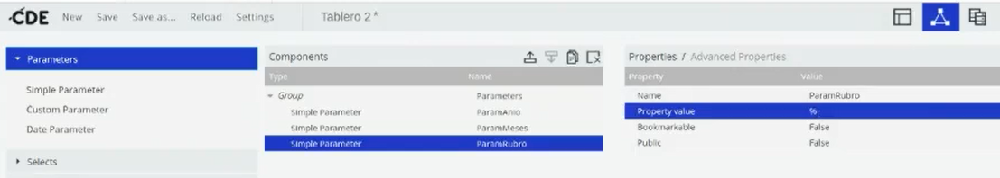 CDE New Save Save as... Reload Settings Tablero 2 *
Parameters
Simple Parameter
Custom Parameter
Date Parameter
Selects
Components
Type Name
Group Parameters
Simple Parameter ParamAnio
Simple Parameter ParamMeses
Simple Parameter ParamRubro
Properties / Advanced Properties
Property Value
Name ParamRubro
Property value %
Bookmarkable False
Public False